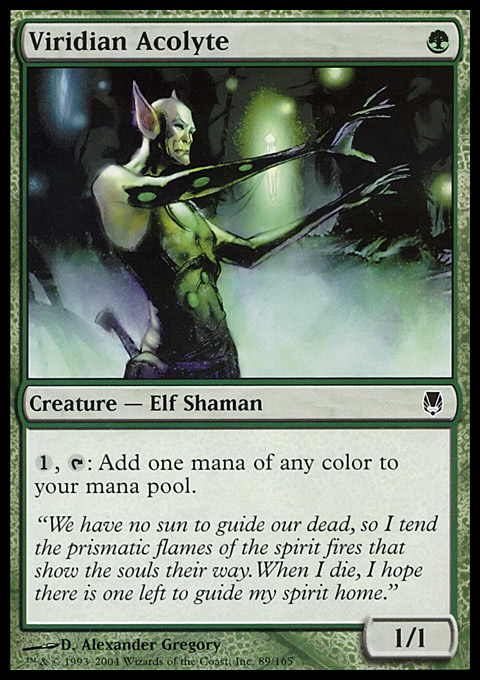 Viridian Acolyte
Creature — Elf Shaman
1, : Add one mana of any color to
your mana pool.
“We have no sun to guide our dead, so I tend
the prismatic flames of the spirit fires that
show the souls their way. When I die, I hope
there is one left to guide my spirit home.”
1/1
D. Alexander Gregory
™ & © 1993–2004 Wizards of the Coast, Inc. 89/165